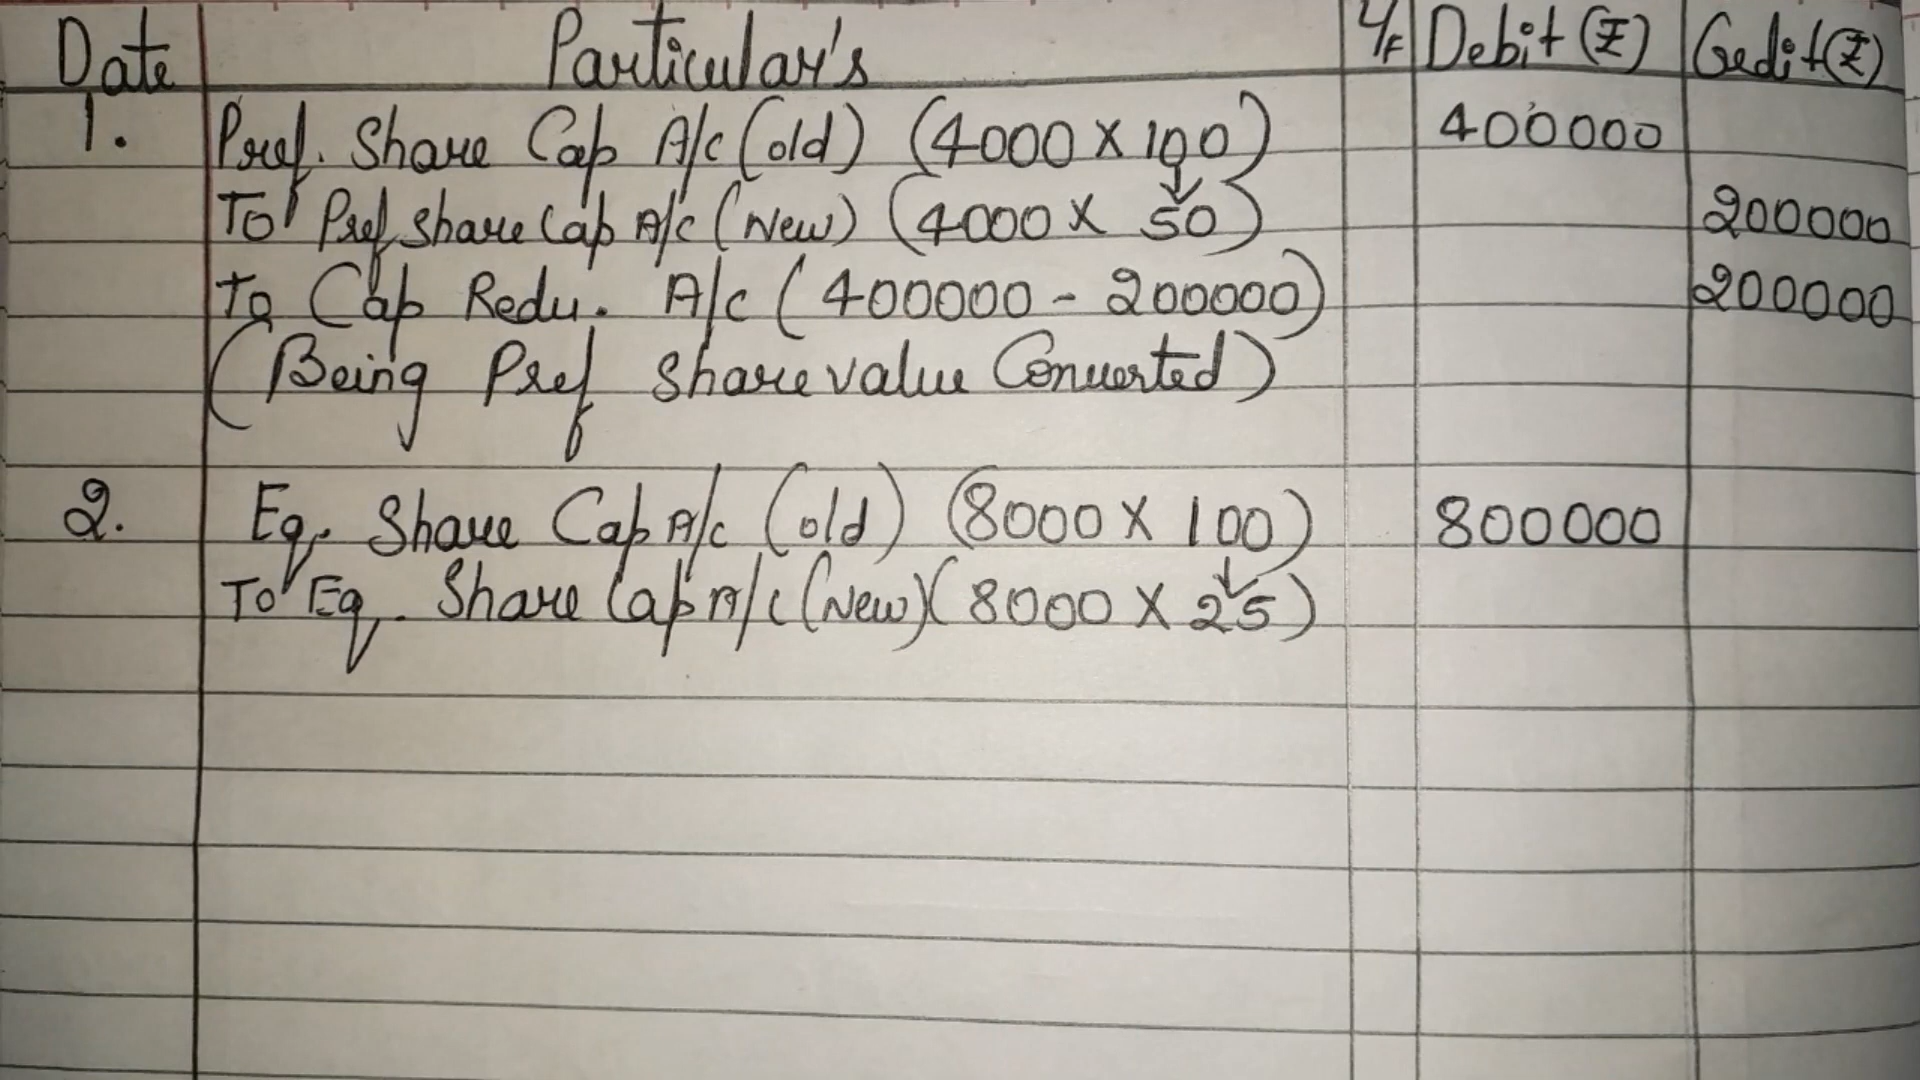 Date Particular's L/F Debit (₹) Credit (₹)
1. Pref. Share Cap A/c (old) (4000 X 100) 400000
To Pref share Cap A/c (New) (4000 X 50) 200000
To Cap Redu. A/c (400000 - 200000) 200000
(Being Pref share value Converted)
2. Eq. Share Cap A/c (old) (8000 X 100) 800000
To Eq. Share Cap A/c (New) (8000 X 25)